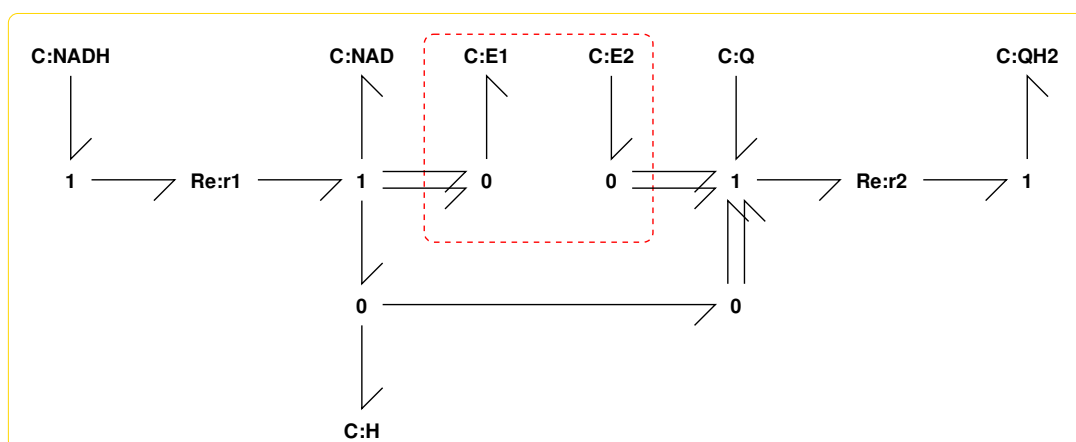 C:NADH C:NAD C:E1 C:E2 C:Q C:QH2
1 Re:r1 1 0 0 1 Re:r2 1
0 0
C:H